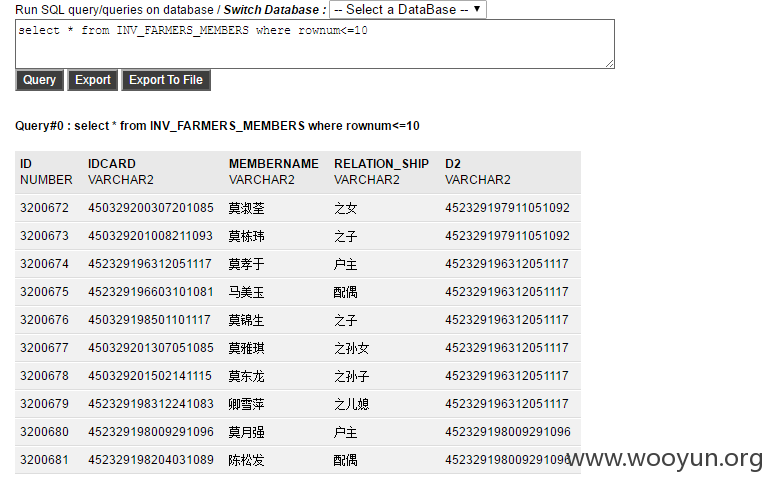 Run SQL query/queries on database / Switch Database : -- Select a DataBase --
select * from INV_FARMERS_MEMBERS where rownum<=10
Query Export Export To File
Query#0 : select * from INV_FARMERS_MEMBERS where rownum<=10
ID IDCARD MEMBERNAME RELATION_SHIP D2
NUMBER VARCHAR2 VARCHAR2 VARCHAR2 VARCHAR2
3200672 450329200307201085 莫淑荃 之女 452329197911051092
3200673 450329201008211093 莫栋玮 之子 452329197911051092
3200674 452329196312051117 莫孝于 户主 452329196312051117
3200675 452329196603101081 马美玉 配偶 452329196312051117
3200676 450329198501101117 莫锦生 之子 452329196312051117
3200677 450329201307051085 莫雅琪 之孙女 452329196312051117
3200678 450329201502141115 莫东龙 之孙子 452329196312051117
3200679 452329198312241083 卿雪萍 之儿媳 452329196312051117
3200680 452329198009291096 莫月强 户主 452329198009291096
3200681 452329198204031089 陈松发 配偶 452329198009291096
www.wooyun.org